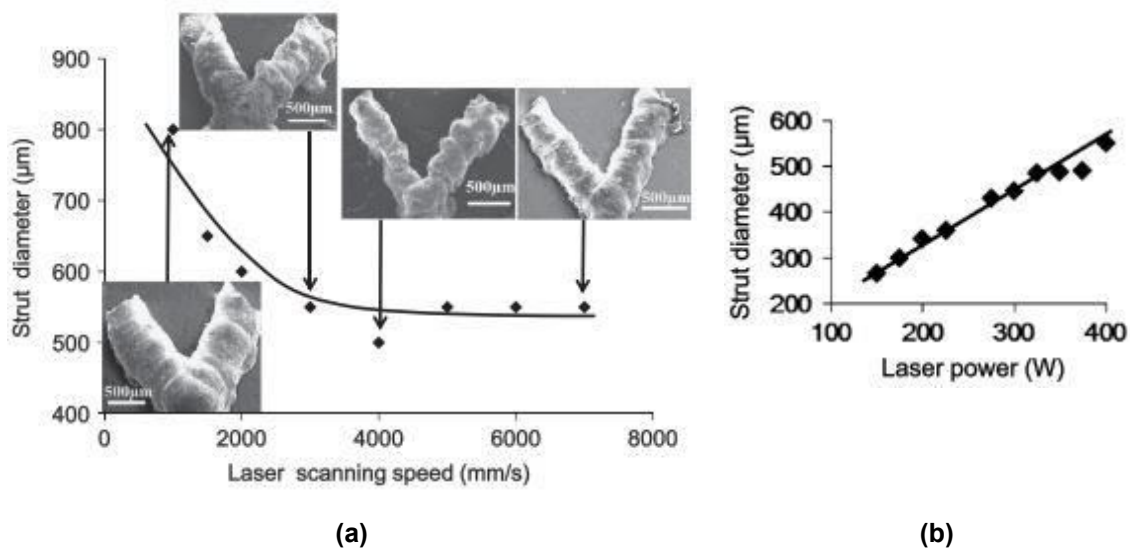 900
800
700
600
500
400
0
2000
4000
6000
8000
Strut diameter (μm)
Laser scanning speed (mm/s)
500μm
500μm
500μm
500μm
(a)
600
500
400
300
200
100
200
300
400
Strut diameter (μm)
Laser power (W)
(b)